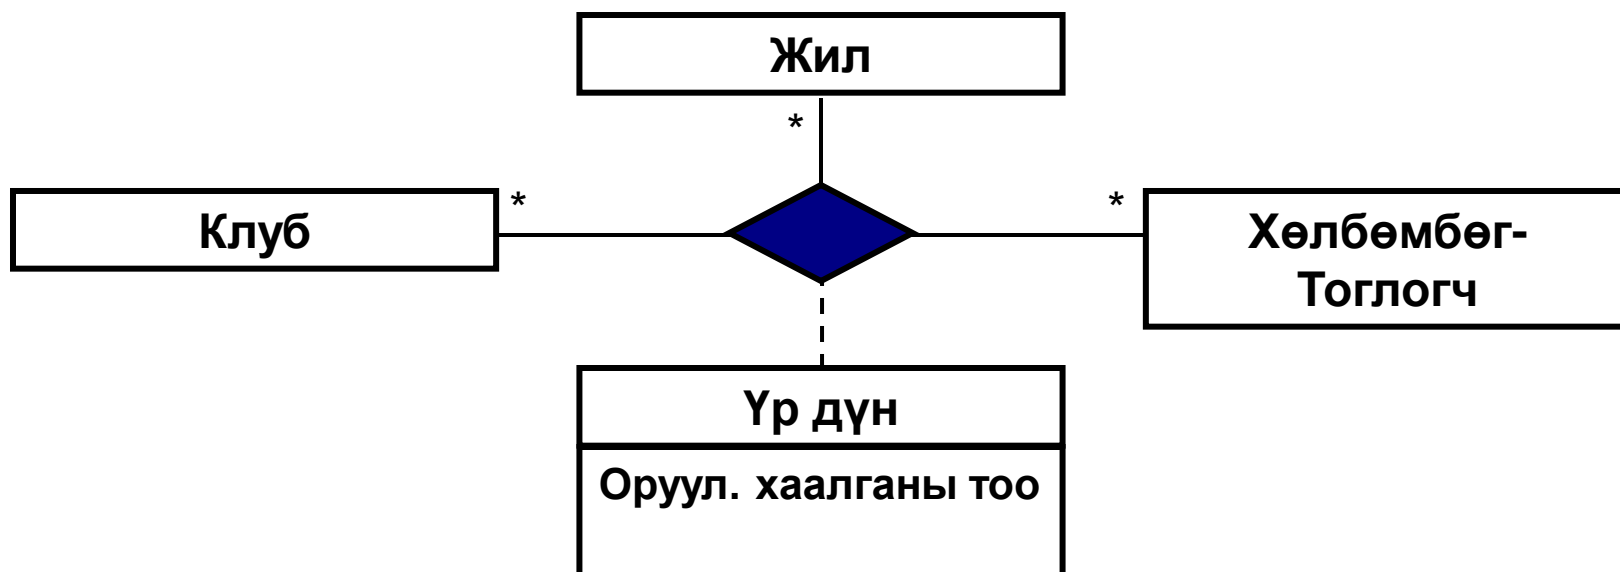 Жил
*
Клуб
*
*
Хөлбөмбөг-
Тоглогч
Үр дүн
Оруул. хаалганы тоо